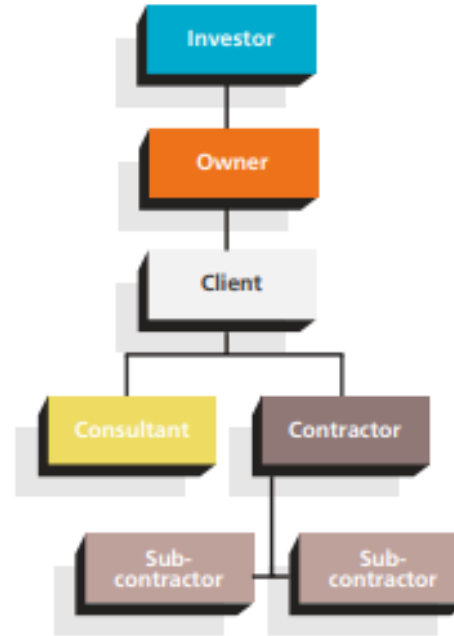 Investor
Owner
Client
Consultant
Contractor
Sub-
contractor
Sub-
contractor